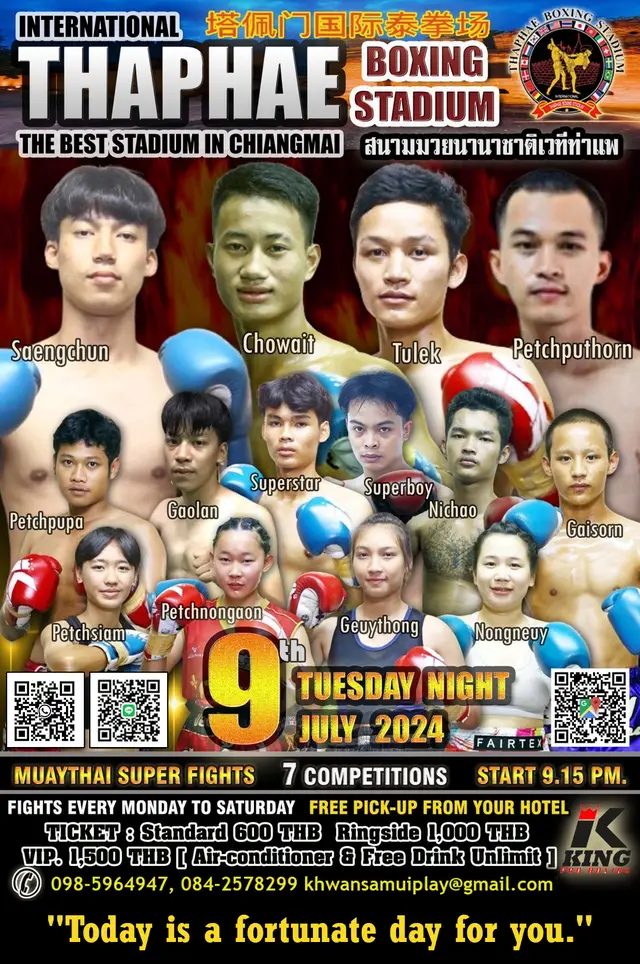 INTERNATIONAL
塔佩门国际泰拳场
THAPHAE
BOXING
STADIUM
THAPHAE BOXING STADIUM
THE BEST STADIUM IN CHIANGMAI
สนามมวยนานาชาติเวทีท่าแพ
Saengchun
Chowait
Tulek
Petchputhorn
Petchpupa
Gaolan
Superstar
Superboy
Nichao
Gaisorn
Petchsiam
Petchnongaon
Geuythong
Nongneuy
9th
TUESDAY NIGHT
JULY 2024
FAIRTEX
MUAYTHAI SUPER FIGHTS 7 COMPETITIONS START 9.15 PM.
FIGHTS EVERY MONDAY TO SATURDAY FREE PICK-UP FROM YOUR HOTEL
TICKET : Standard 600 THB Ringside 1,000 THB
VIP. 1,500 THB [ Air-conditioner & Free Drink Unlimit ]
K
KING
098-5964947, 084-2578299 khwansamuiplay@gmail.com
"Today is a fortunate day for you."